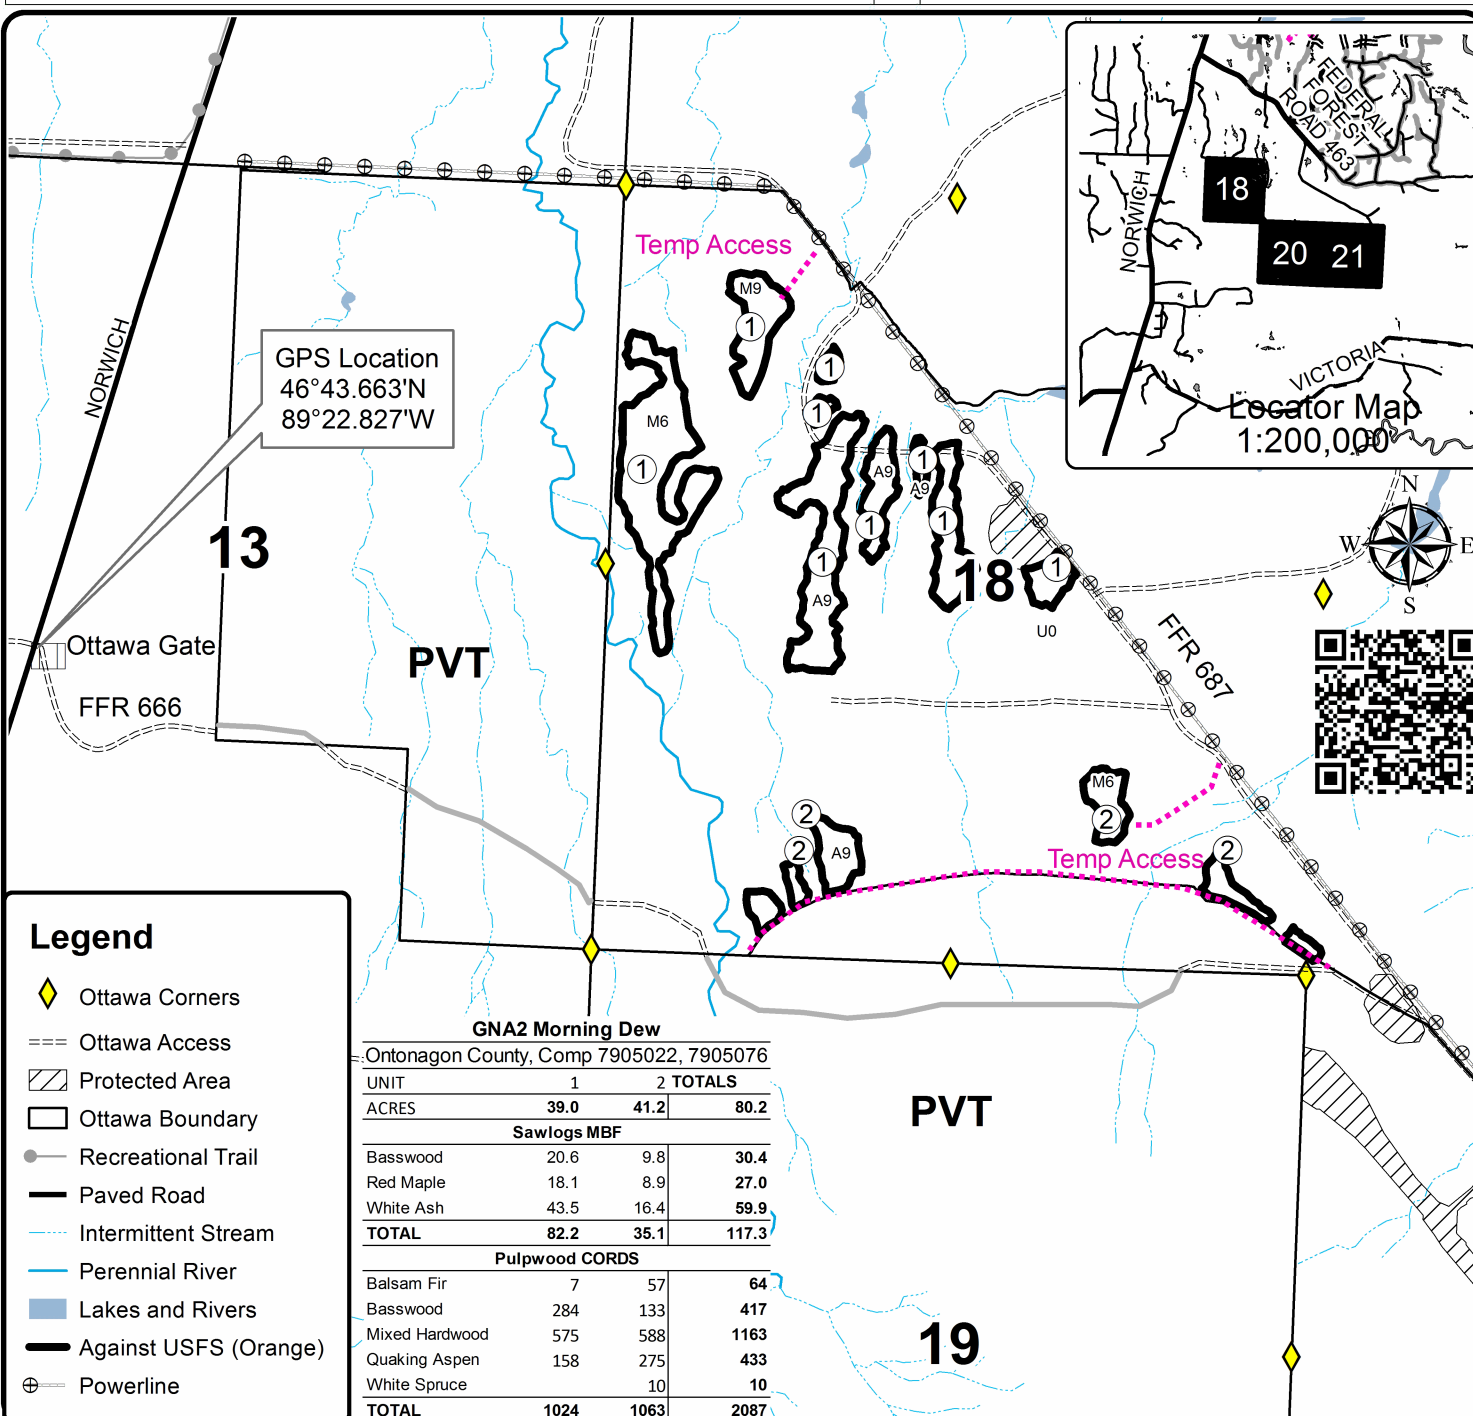 FEDERAL
FOREST
ROAD 463
18
NORWICH
20 21
VICTORIA
Locator Map
1:200,000
Temp Access
M9
1
NORWICH
GPS Location
46°43.663'N
89°22.827'W
1
1
M6
1
A9
1
A9
1
1
1
A9
13
18
1
U0
N
W E
S
Ottawa Gate
PVT
FFR 666
FFR 687
M6
2
2
2
A9
Temp Access
2
Legend
Ottawa Corners
Ottawa Access
Protected Area
Ottawa Boundary
Recreational Trail
Paved Road
Intermittent Stream
Perennial River
Lakes and Rivers
Against USFS (Orange)
Powerline
GNA2 Morning Dew
Ontonagon County, Comp 7905022, 7905076
UNIT 1 2 TOTALS
ACRES 39.0 41.2 80.2
Sawlogs MBF
Basswood 20.6 9.8 30.4
Red Maple 18.1 8.9 27.0
White Ash 43.5 16.4 59.9
TOTAL 82.2 35.1 117.3
Pulpwood CORDS
Balsam Fir 7 57 64
Basswood 284 133 417
Mixed Hardwood 575 588 1163
Quaking Aspen 158 275 433
White Spruce 10 10
TOTAL 1024 1063 2087
PVT
19